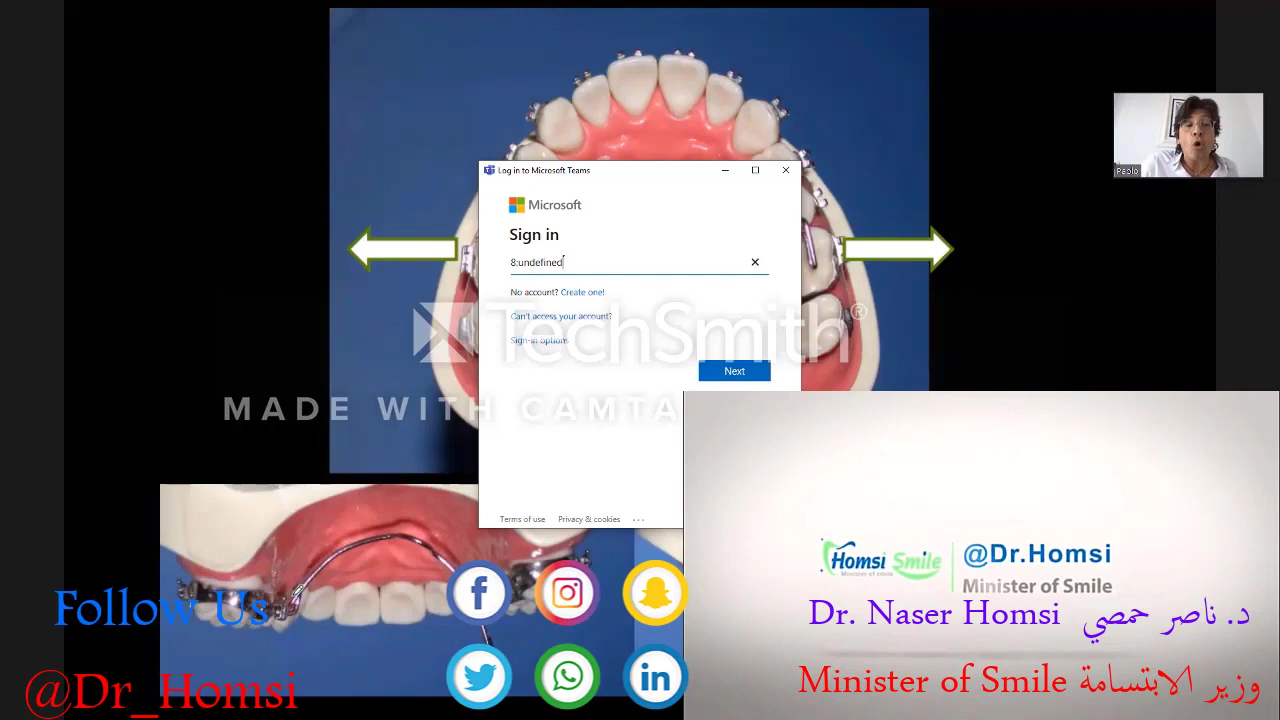 Paolo
Log in to Microsoft Teams
Microsoft
Sign in
8:undefined
No account? Create one!
Can't access your account?
Sign-in options
Next
TechSmith®
MADE WITH CAMTA
Terms of use Privacy & cookies ...
Homsi Smile
Minister of smile
@Dr.Homsi
Minister of Smile
Follow Us
Dr. Naser Homsi د. ناصر حمصي
@Dr_Homsi
Minister of Smile وزير الابتسامة